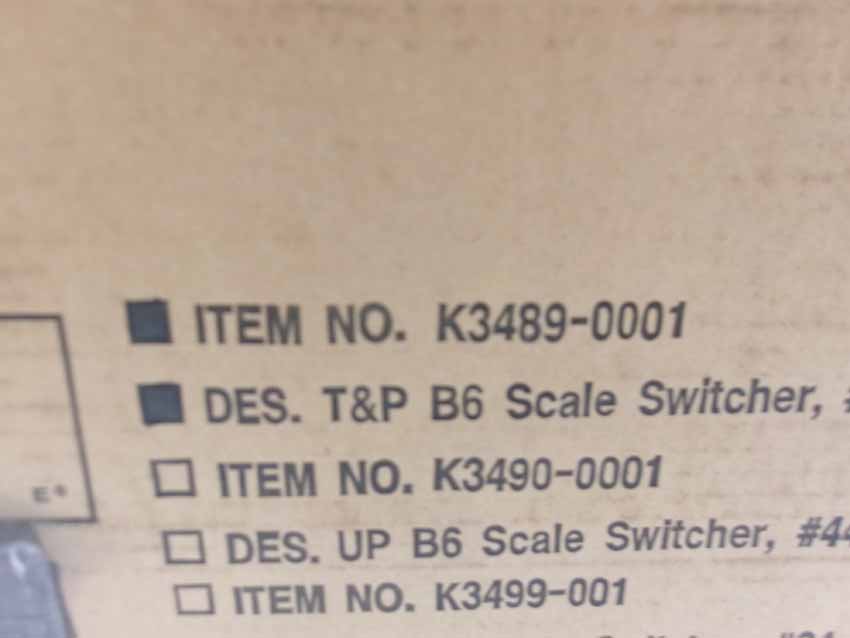 ITEM NO. K3489-0001
DES. T&P B6 Scale Switcher,
ITEM NO. K3490-0001
DES. UP B6 Scale Switcher, #44
ITEM NO. K3499-001